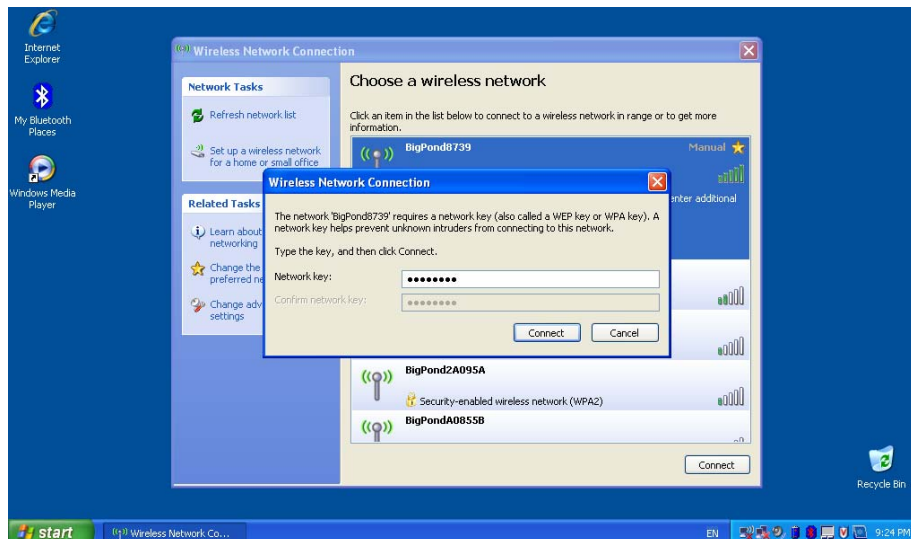 Internet
Explorer
My Bluetooth
Places
Windows Media
Player
Wireless Network Connection
Network Tasks
Refresh network list
Set up a wireless network
for a home or small office
Related Tasks
Learn about
networking
Change the
preferred ne
Change adv
settings
Choose a wireless network
Click an item in the list below to connect to a wireless network in range or to get more
information.
BigPond8739
Manual
enter additional
Wireless Network Connection
The network 'BigPond8739' requires a network key (also called a WEP key or WPA key). A
network key helps prevent unknown intruders from connecting to this network.
Type the key, and then click Connect.
Network key:
Confirm network key:
Connect
Cancel
BigPond2A095A
Security-enabled wireless network (WPA2)
BigPondA0855B
Connect
Recycle Bin
start
Wireless Network Co...
EN
9:24 PM